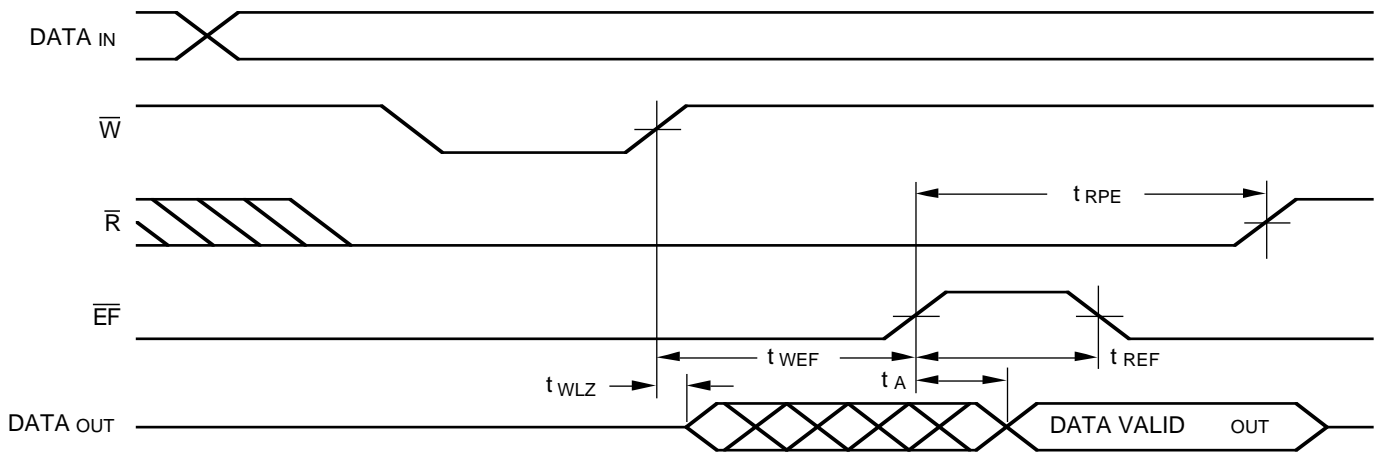 DATA IN
W
R
t RPE
EF
t WEF
t REF
t WLZ
t A
DATA OUT
DATA VALID OUT